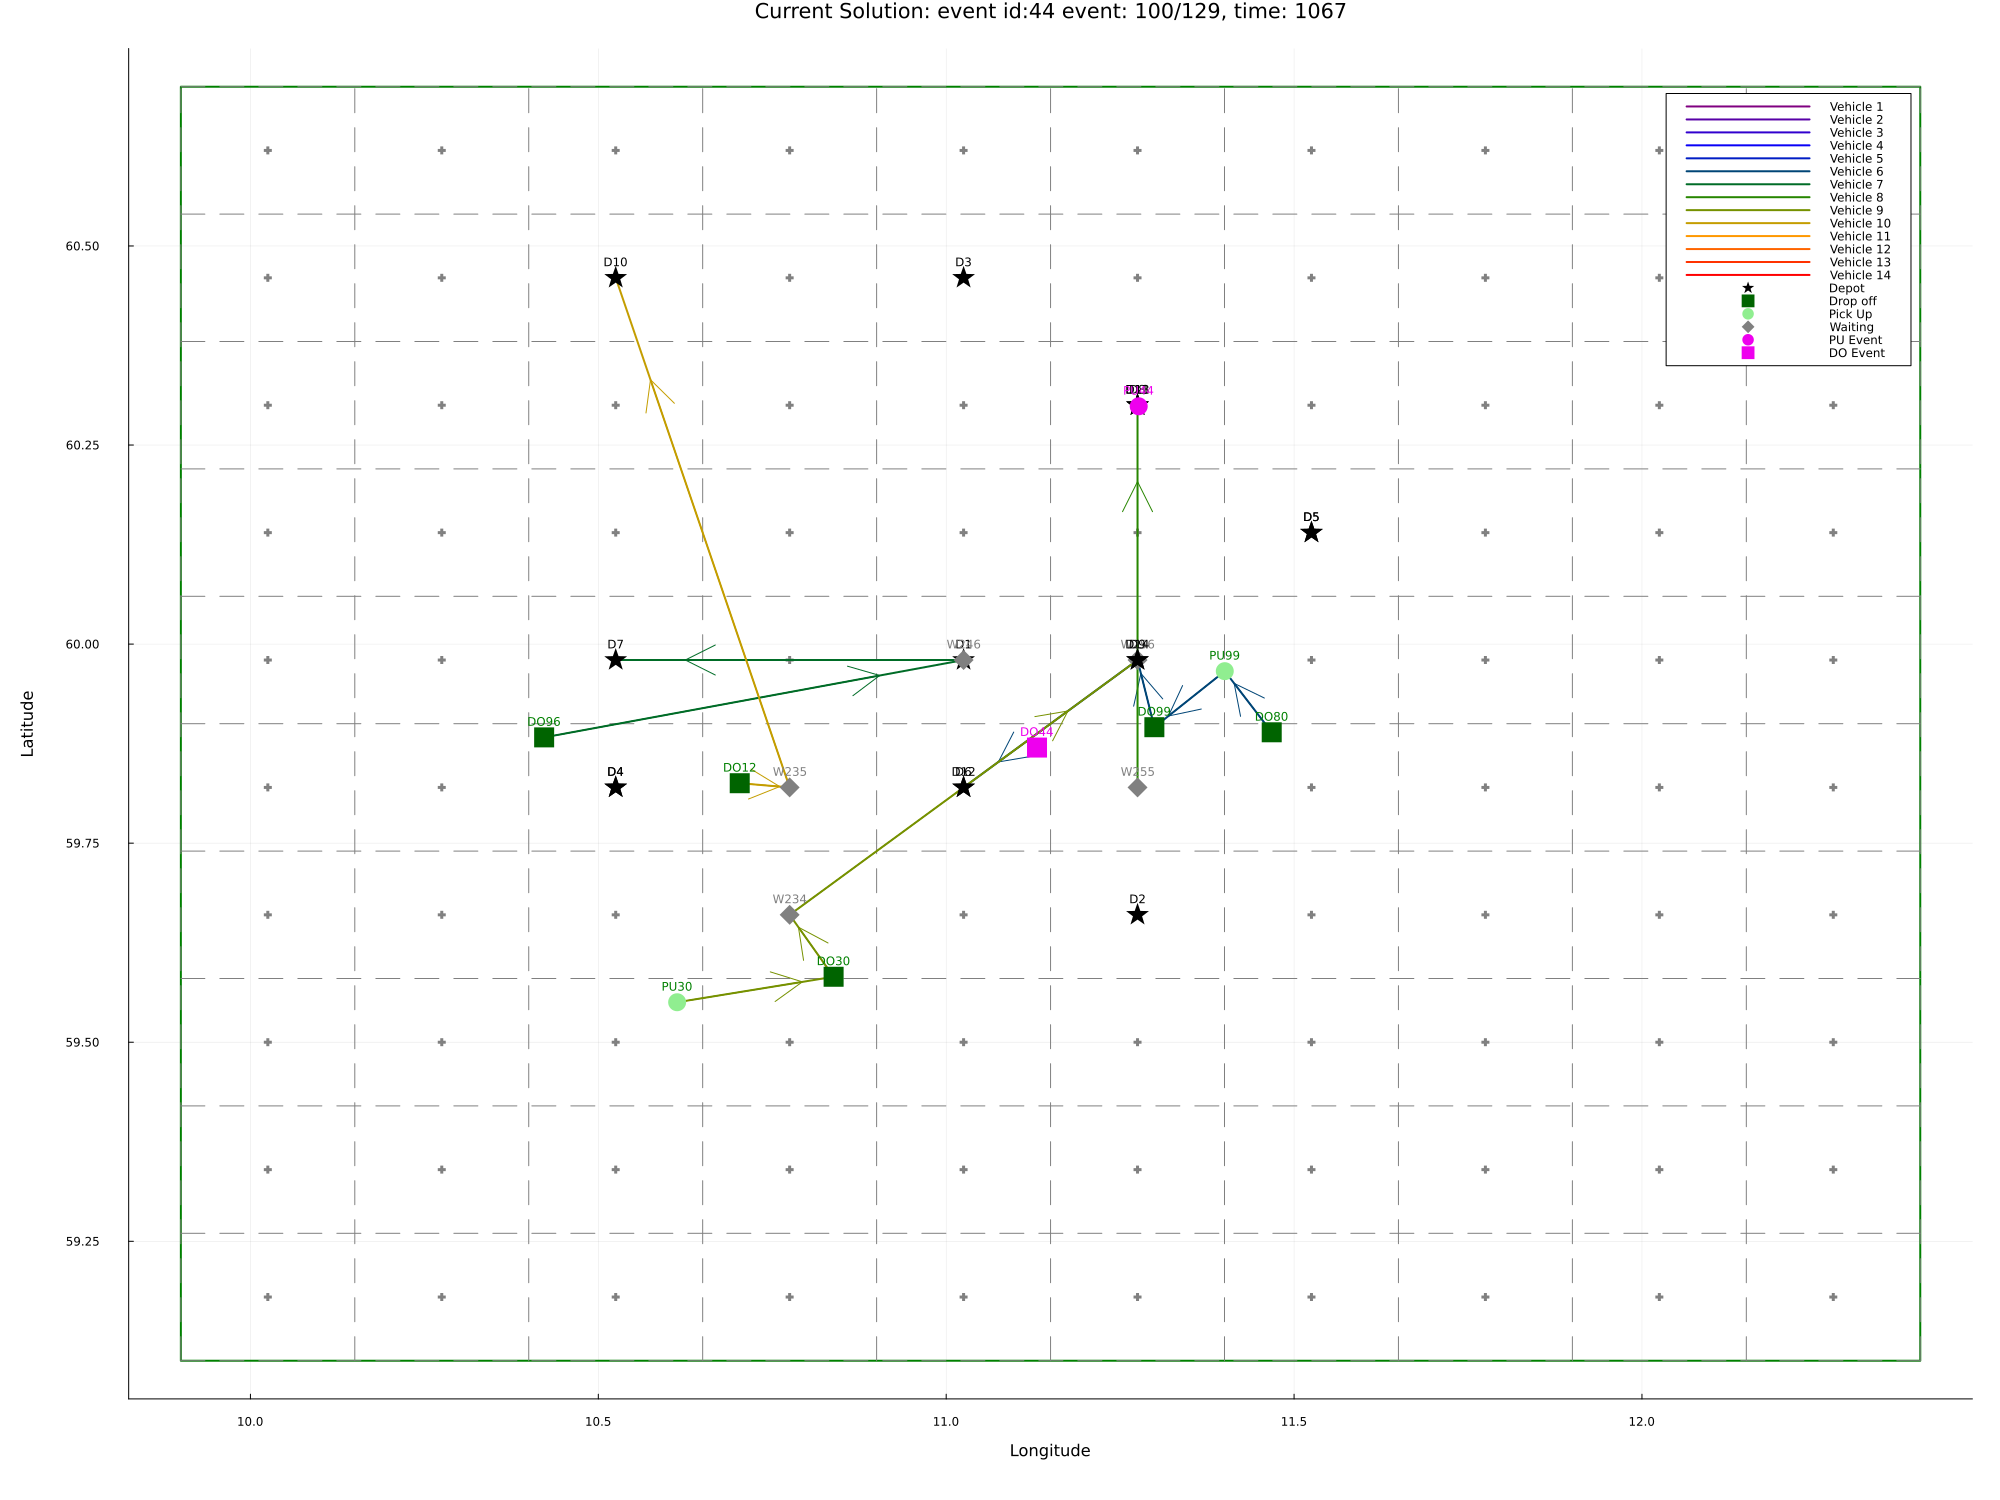 Current Solution: event id:44 event: 100/129, time: 1067
Vehicle 1
Vehicle 2
Vehicle 3
Vehicle 4
Vehicle 5
Vehicle 6
Vehicle 7
Vehicle 8
Vehicle 9
Vehicle 10
Vehicle 11
Vehicle 12
Vehicle 13
Vehicle 14
Depot
Drop off
Pick Up
Waiting
PU Event
DO Event
60.50
D10 D3
60.25
D5
60.00
D7 D1
PU99
DO96 DO99 DO80
DO44
D4 DO12 W235 W255
59.75
W234 D2
DO30
PU30
59.50
59.25
10.0 10.5 11.0 11.5 12.0
Longitude
Latitude